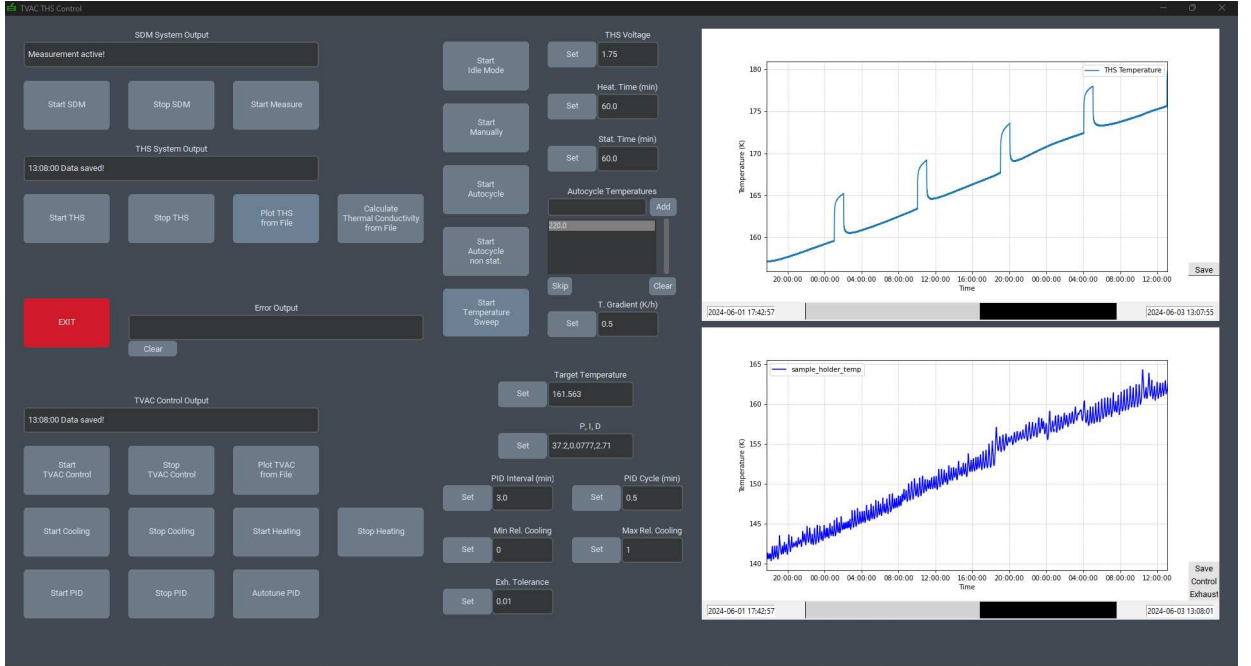 TVAC THS Control
SDM System Output
Measurement active!
Start SDM
Stop SDM
Start Measure
THS System Output
13:08:00 Data saved!
Start THS
Stop THS
Plot THS
from File
Calculate
Thermal Conductivity
from File
EXIT
Error Output
Clear
TVAC Control Output
13:08:00 Data saved!
Start
TVAC Control
Stop
TVAC Control
Plot TVAC
from File
Start Cooling
Stop Cooling
Start Heating
Stop Heating
Start PID
Stop PID
Autotune PID
Start
Idle Mode
Start
Manually
Start
Autocycle
Start
Autocycle
non stat.
Start
Temperature
Sweep
THS Voltage
Set
1.75
Heat. Time (min)
Set
60.0
Stat. Time (min)
Set
60.0
Autocycle Temperatures
Add
220.0
Skip
Clear
T. Gradient (K/h)
Set
0.5
Target Temperature
Set
161.563
P, I, D
Set
37.2,0.0777,2.71
PID Interval (min)
Set
3.0
PID Cycle (min)
Set
0.5
Min Rel. Cooling
Set
0
Max Rel. Cooling
Set
1
Exh. Tolerance
Set
0.01
THS Temperature
180
175
170
165
160
Temperature (K)
20:00:00 00:00:00 04:00:00 08:00:00 12:00:00 16:00:00 20:00:00 00:00:00 04:00:00 08:00:00 12:00:00
Time
Save
2024-06-01 17:42:57
2024-06-03 13:07:55
sample_holder_temp
165
160
155
150
145
140
Temperature (K)
20:00:00 00:00:00 04:00:00 08:00:00 12:00:00 16:00:00 20:00:00 00:00:00 04:00:00 08:00:00 12:00:00
Time
Save
Control
Exhaust
2024-06-01 17:42:57
2024-06-03 13:08:01